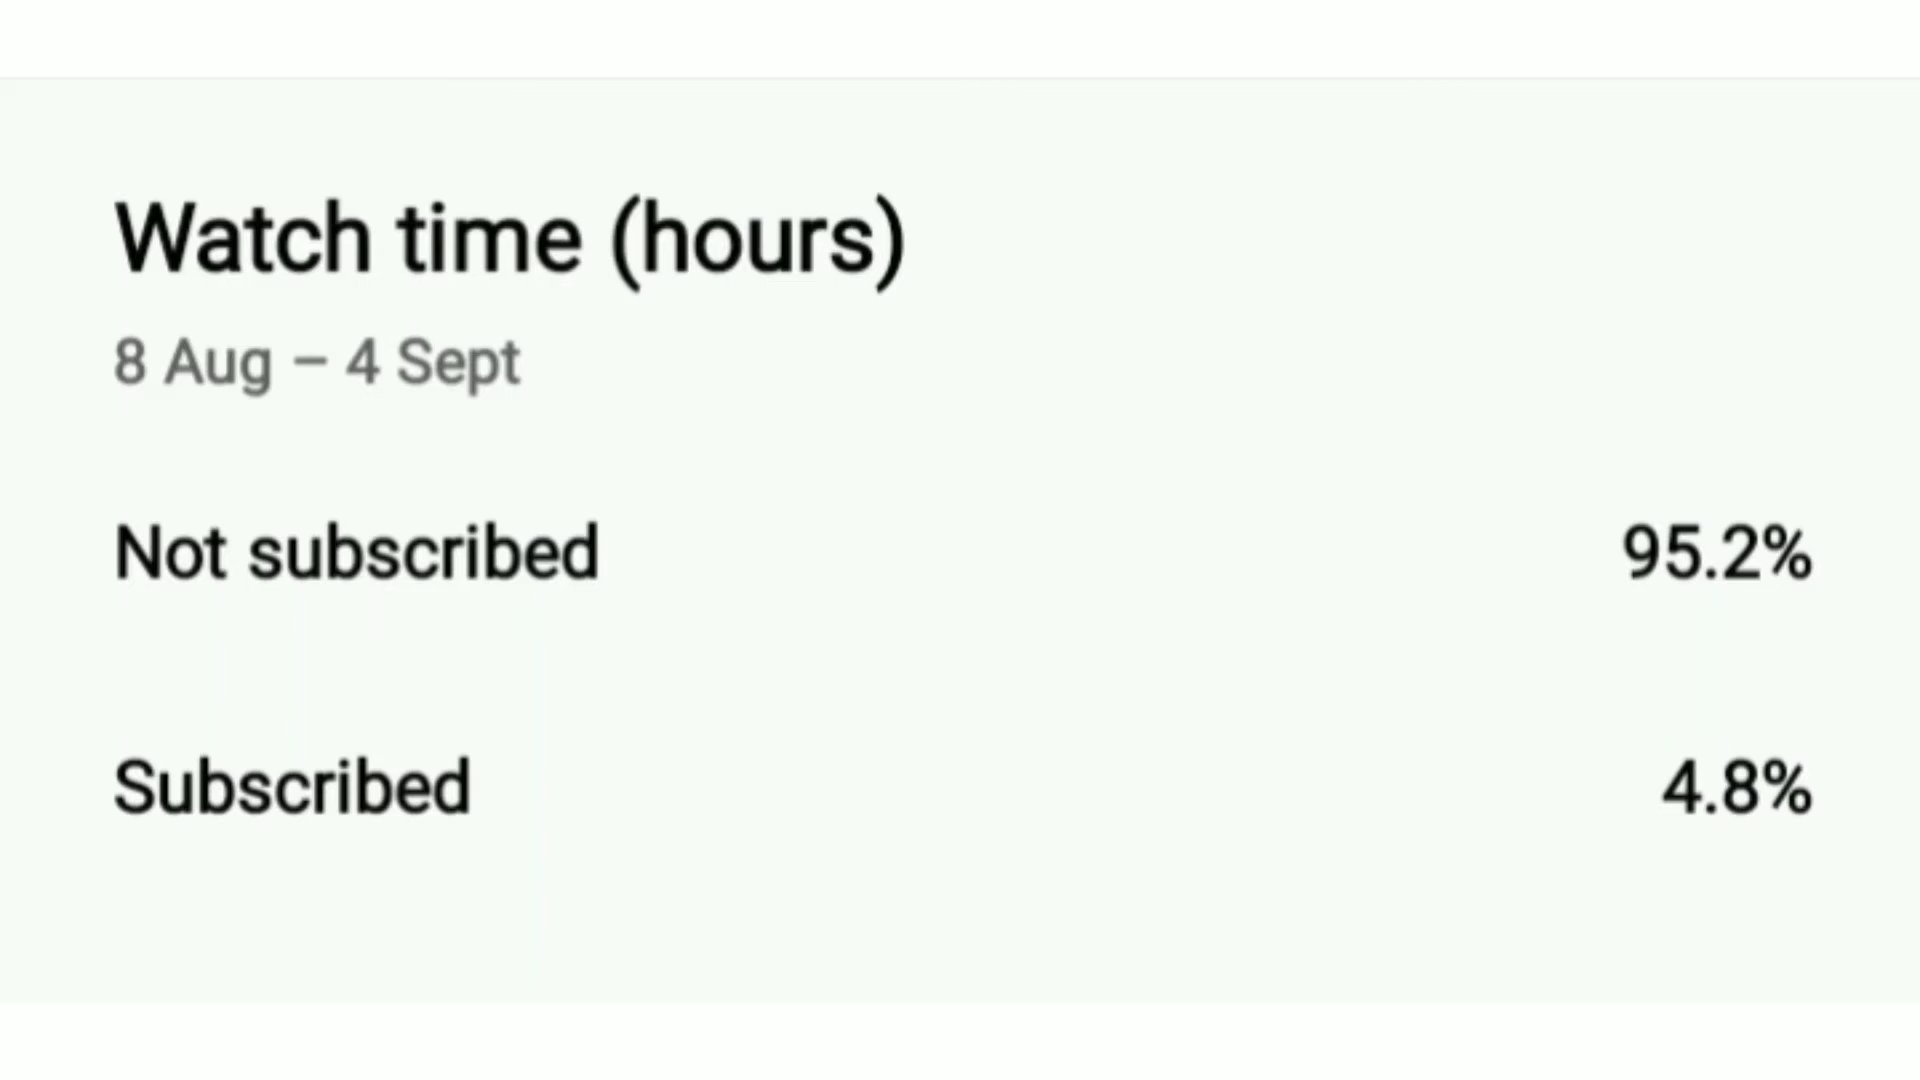 Watch time (hours)
8 Aug – 4 Sept
Not subscribed 95.2%
Subscribed 4.8%